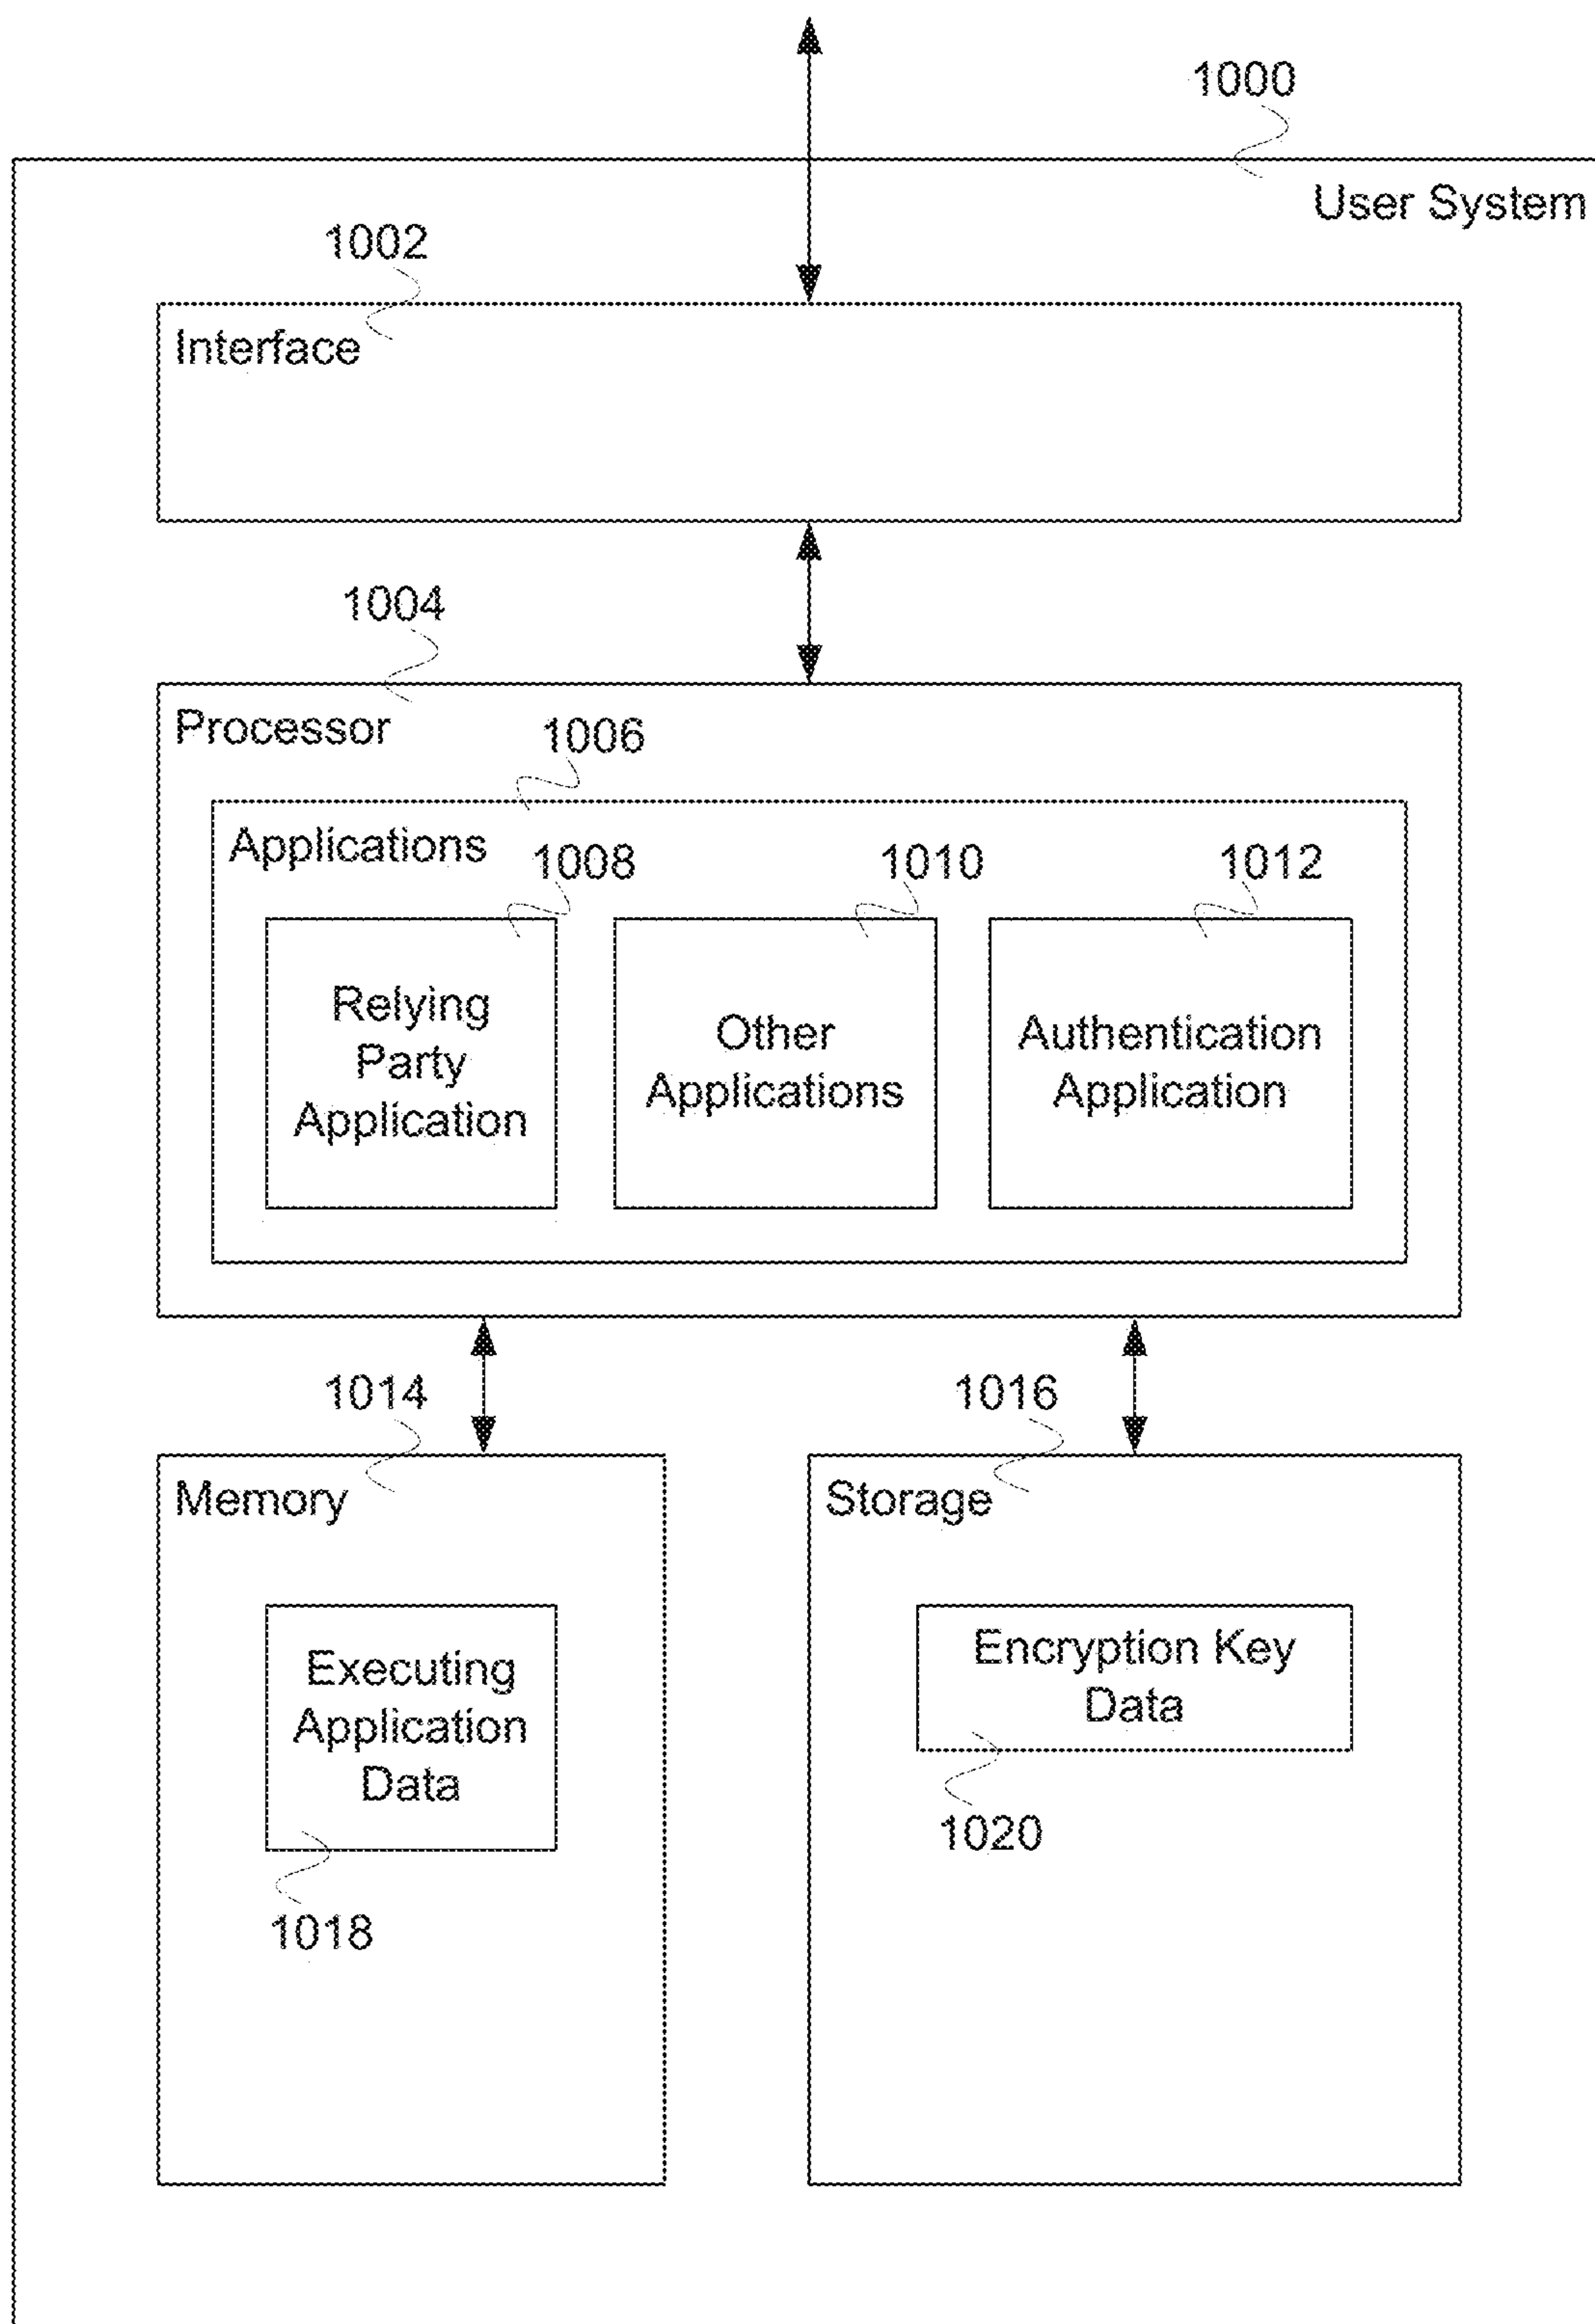 1000
User System
1002
Interface
1004
Processor
1006
Applications
1008
1010
1012
Relying
Party
Application
Other
Applications
Authentication
Application
1014
1016
Memory
Storage
Executing
Application
Data
Encryption Key
Data
1020
1018